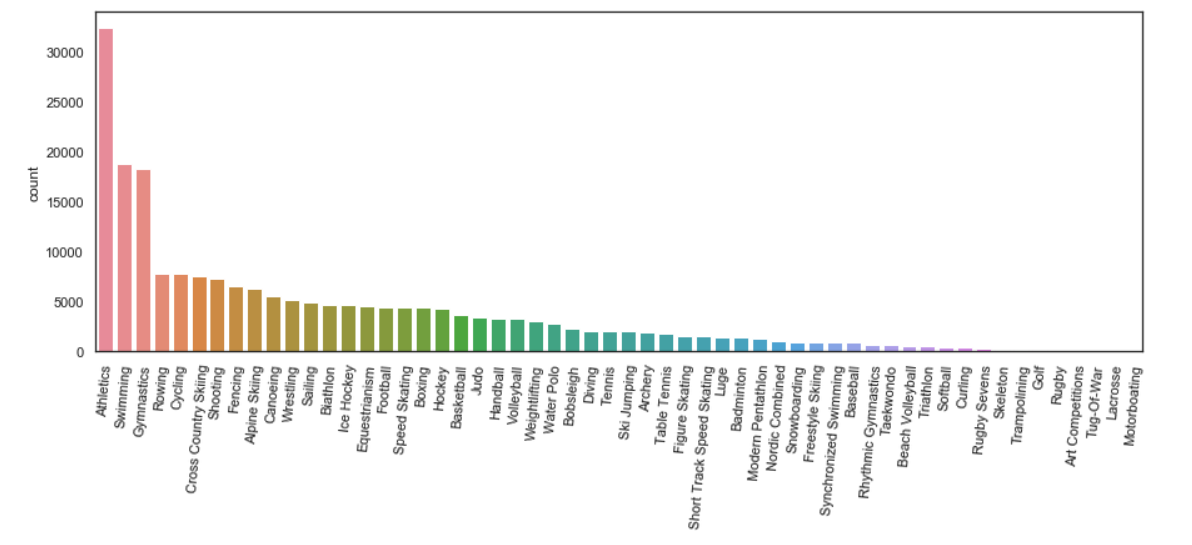 30000
25000
20000
15000
10000
5000
0
count
Athletics
Swimming
Gymnastics
Rowing
Cycling
Cross Country Skiing
Shooting
Fencing
Alpine Skiing
Canoeing
Wrestling
Sailing
Biathlon
Ice Hockey
Equestrianism
Football
Speed Skating
Boxing
Hockey
Basketball
Judo
Handball
Volleyball
Weightlifting
Water Polo
Bobsleigh
Diving
Tennis
Ski Jumping
Archery
Table Tennis
Figure Skating
Short Track Speed Skating
Luge
Badminton
Modern Pentathlon
Nordic Combined
Snowboarding
Freestyle Skiing
Synchronized Swimming
Baseball
Rhythmic Gymnastics
Taekwondo
Beach Volleyball
Triathlon
Softball
Curling
Rugby Sevens
Skeleton
Trampolining
Golf
Rugby
Art Competitions
Tug-Of-War
Lacrosse
Motorboating